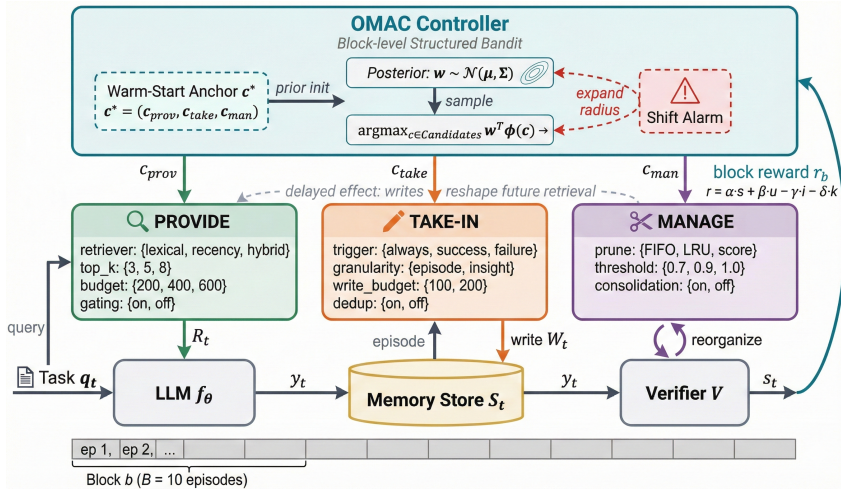 OMAC Controller
Block-level Structured Bandit
Warm-Start Anchor c*
c* = (c_prov, c_take, c_man)
prior init
Posterior: w ~ N(μ, Σ)
sample
argmax_{c∈Candidates} w^T ϕ(c) →
expand
radius
Shift Alarm
c_prov
c_take
c_man
block reward r_b
r = α·s + β·u − γ·i − δ·k
delayed effect: writes reshape future retrieval
PROVIDE
retriever: {lexical, recency, hybrid}
top_k: {3, 5, 8}
budget: {200, 400, 600}
gating: {on, off}
TAKE-IN
trigger: {always, success, failure}
granularity: {episode, insight}
write_budget: {100, 200}
dedup: {on, off}
MANAGE
prune: {FIFO, LRU, score}
threshold: {0.7, 0.9, 1.0}
consolidation: {on, off}
query
R_t
episode
write W_t
reorganize
Task q_t
LLM f_θ
y_t
Memory Store S_t
y_t
Verifier V
s_t
ep 1, ep 2, ...
Block b (B = 10 episodes)